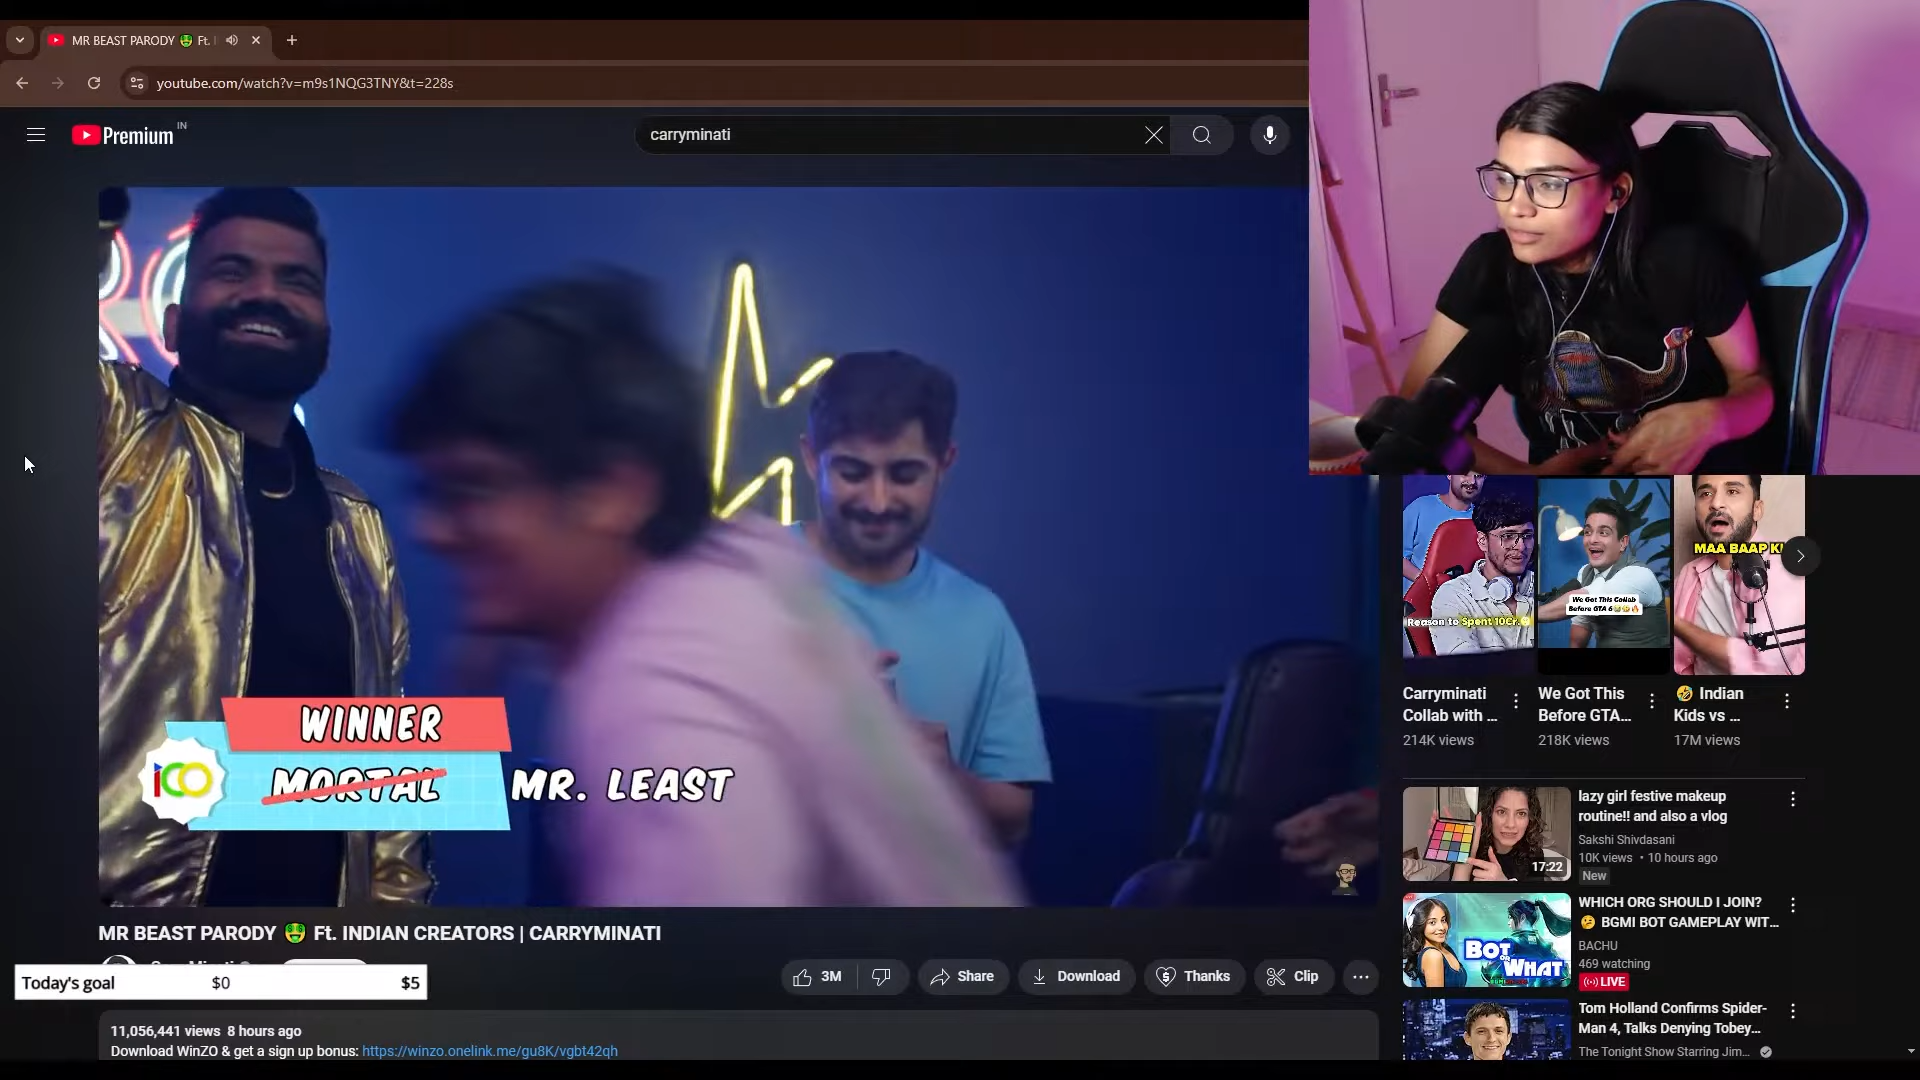 MR BEAST PARODY 🤑 Ft.
youtube.com/watch?v=m9s1NQG3TNY&t=228s
Premium IN
carryminati
WINNER
ICO
MORTAL MR. LEAST
Reason to Spent 10Cr.
We Got This Collab
Before GTA 6
MAA BAAP KI
Carryminati
Collab with ...
214K views
We Got This
Before GTA...
218K views
🤣 Indian
Kids vs ...
17M views
lazy girl festive makeup
routine!! and also a vlog
Sakshi Shivdasani
10K views • 10 hours ago
New
17:22
BOT
OR
WHAT
WHICH ORG SHOULD I JOIN?
🤔 BGMI BOT GAMEPLAY WIT...
BACHU
469 watching
LIVE
Tom Holland Confirms Spider-
Man 4, Talks Denying Tobey...
The Tonight Show Starring Jim...
MR BEAST PARODY 🤑 Ft. INDIAN CREATORS | CARRYMINATI
Today's goal $0 $5
3M Share Download Thanks Clip
11,056,441 views 8 hours ago
Download WinZO & get a sign up bonus: https://winzo.onelink.me/gu8K/vgbt42qh